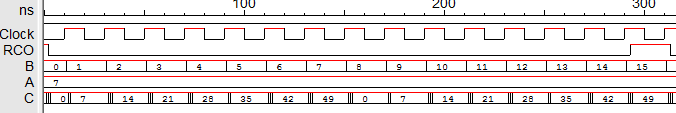 ns 100 200 300
Clock
RCO
B 0 1 2 3 4 5 6 7 8 9 10 11 12 13 14 15
A 7
C 0 7 14 21 28 35 42 49 0 7 14 21 28 35 42 49